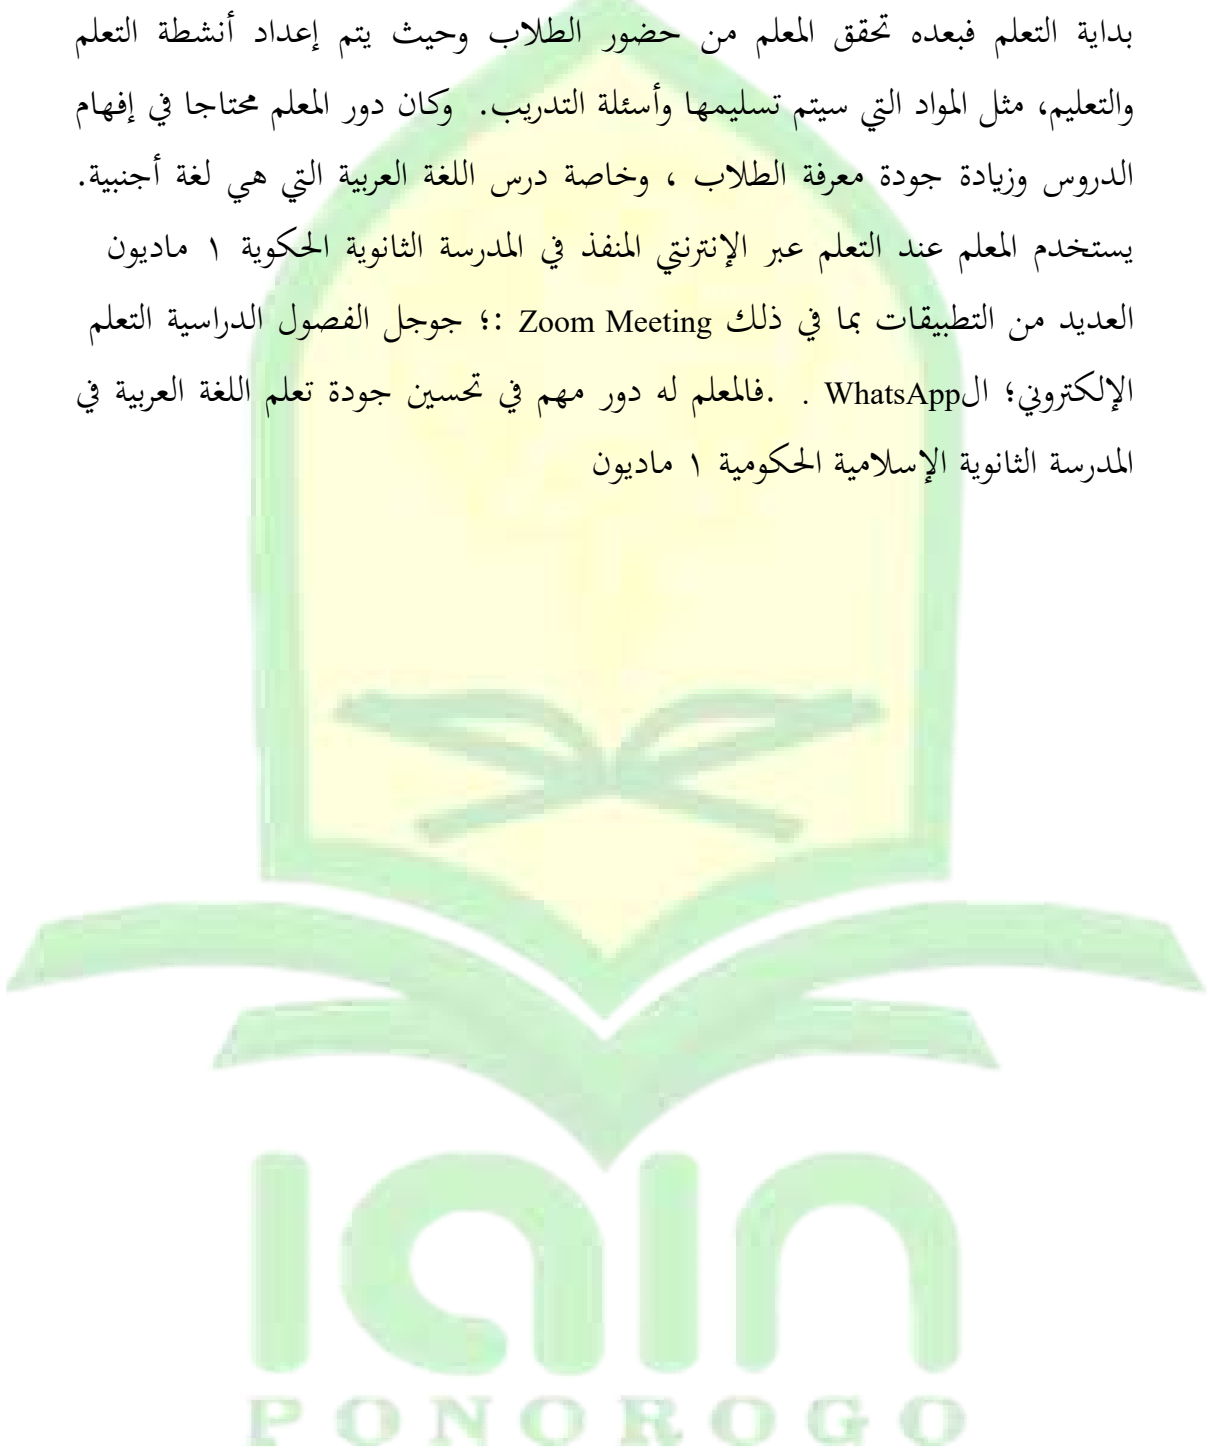 بداية التعلم فبعده تحقق المعلم من حضور الطلاب وحيث يتم إعداد أنشطة التعلم
والتعليم، مثل المواد التي سيتم تسليمها وأسئلة التدريب. وكان دور المعلم محتاجا في إفهام
الدروس وزيادة جودة معرفة الطلاب ، وخاصة درس اللغة العربية التي هي لغة أجنبية.
يستخدم المعلم عند التعلم عبر الإنترنتي المنفذ في المدرسة الثانوية الحكوية ١ ماديون
العديد من التطبيقات بما في ذلك Zoom Meeting :؛ جوجل الفصول الدراسية التعلم
الإلكتروني؛ الWhatsApp . .فالمعلم له دور مهم في تحسين جودة تعلم اللغة العربية في
المدرسة الثانوية الإسلامية الحكومية ١ ماديون
iain
PONOROGO